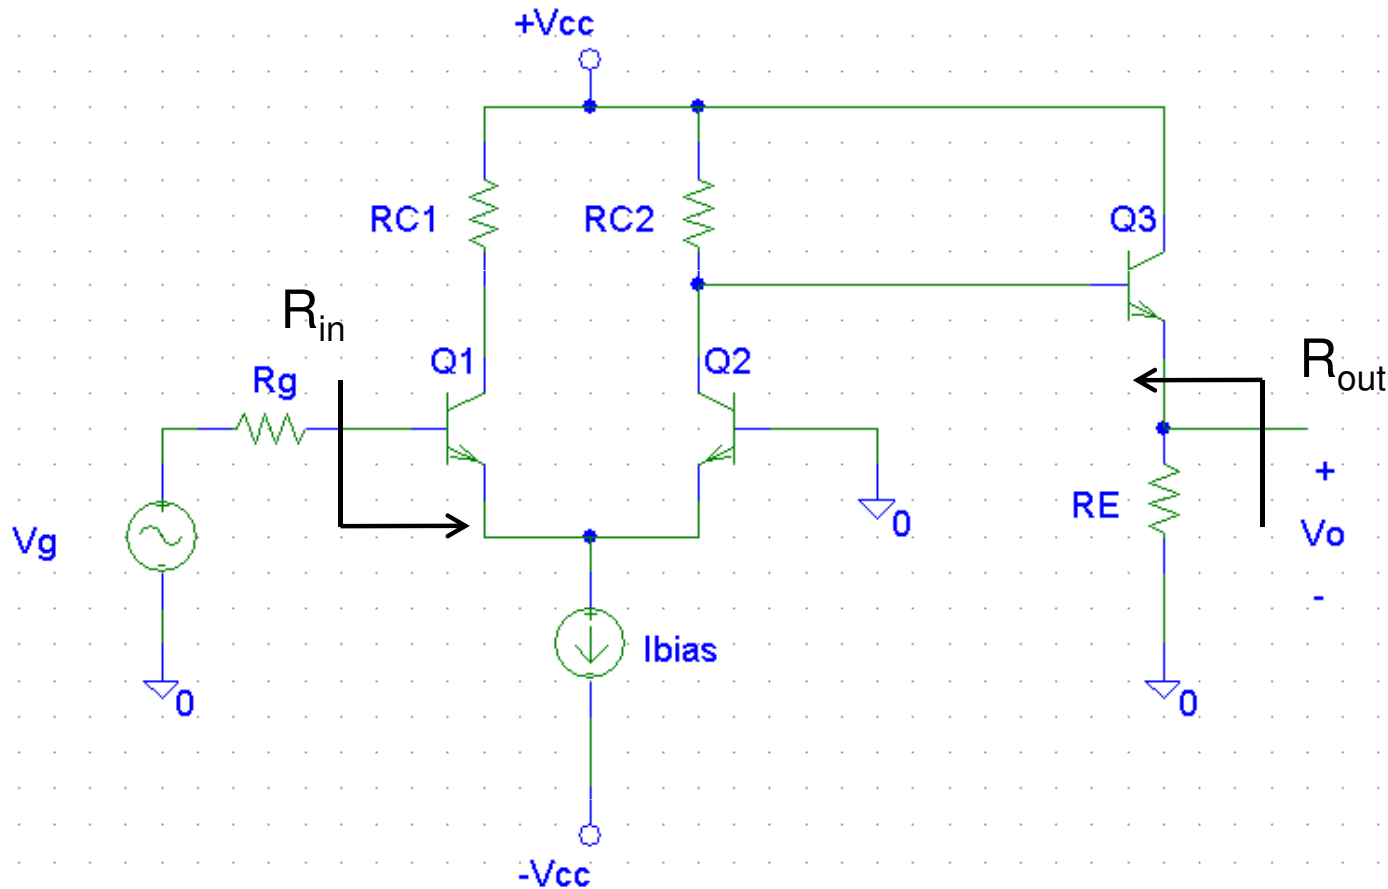 +Vcc
RC1
RC2
Q3
Rin
Q1
Q2
Rg
Rout
Vg
RE
+
Vo
-
0
Ibias
0
0
-Vcc